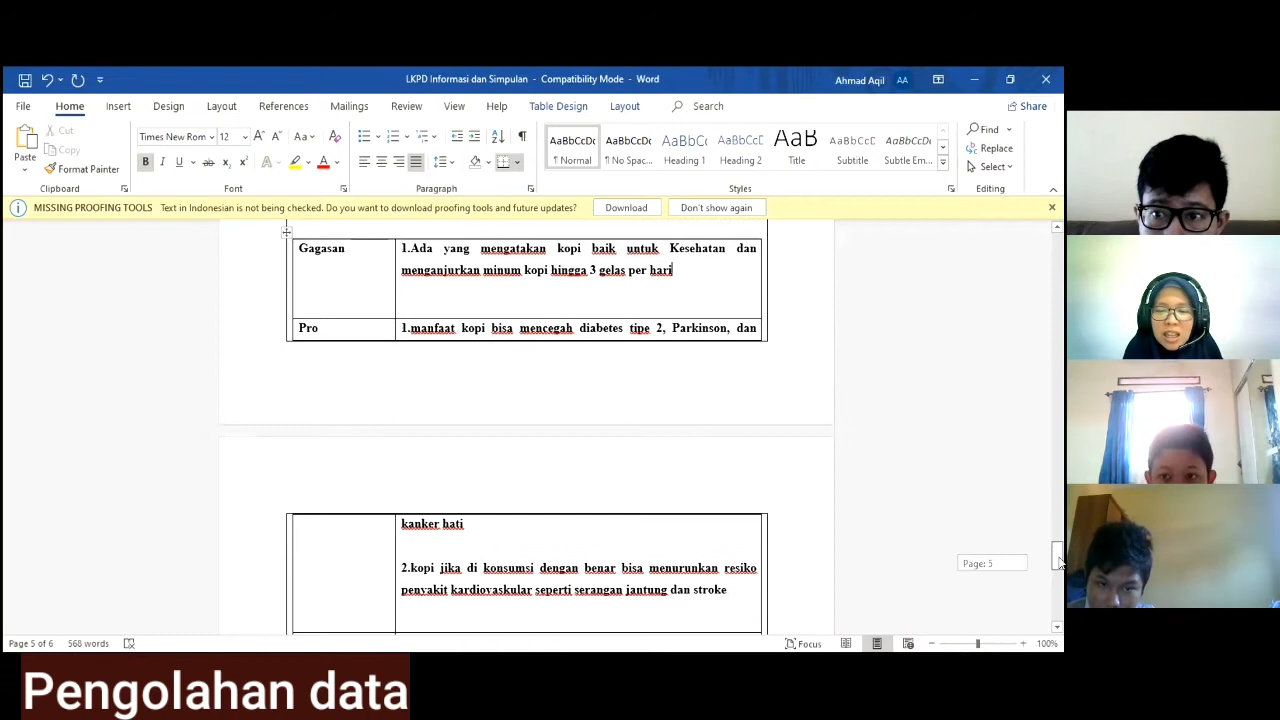 LKPD Informasi dan Simpulan - Compatibility Mode - Word
Ahmad Aqil AA
File Home Insert Design Layout References Mailings Review View Help Table Design Layout Search Share
Paste
Cut
Copy
Format Painter
Clipboard
Times New Rom 12
Font
Paragraph
AaBbCcDc AaBbCcDc AaBbCc AaBbCc AaB AaBbCcD AaBbCcDc
¶ Normal ¶ No Spac... Heading 1 Heading 2 Title Subtitle Subtle Em...
Styles
Find
Replace
Select
Editing
MISSING PROOFING TOOLS Text in Indonesian is not being checked. Do you want to download proofing tools and future updates? Download Don't show again
Gagasan
1.Ada yang mengatakan kopi baik untuk Kesehatan dan
menganjurkan minum kopi hingga 3 gelas per hari
Pro
1.manfaat kopi bisa mencegah diabetes tipe 2, Parkinson, dan
kanker hati
2.kopi jika di konsumsi dengan benar bisa menurunkan resiko
penyakit kardiovaskular seperti serangan jantung dan stroke
Page: 5
Page 5 of 6 568 words
Focus
100%
Pengolahan data